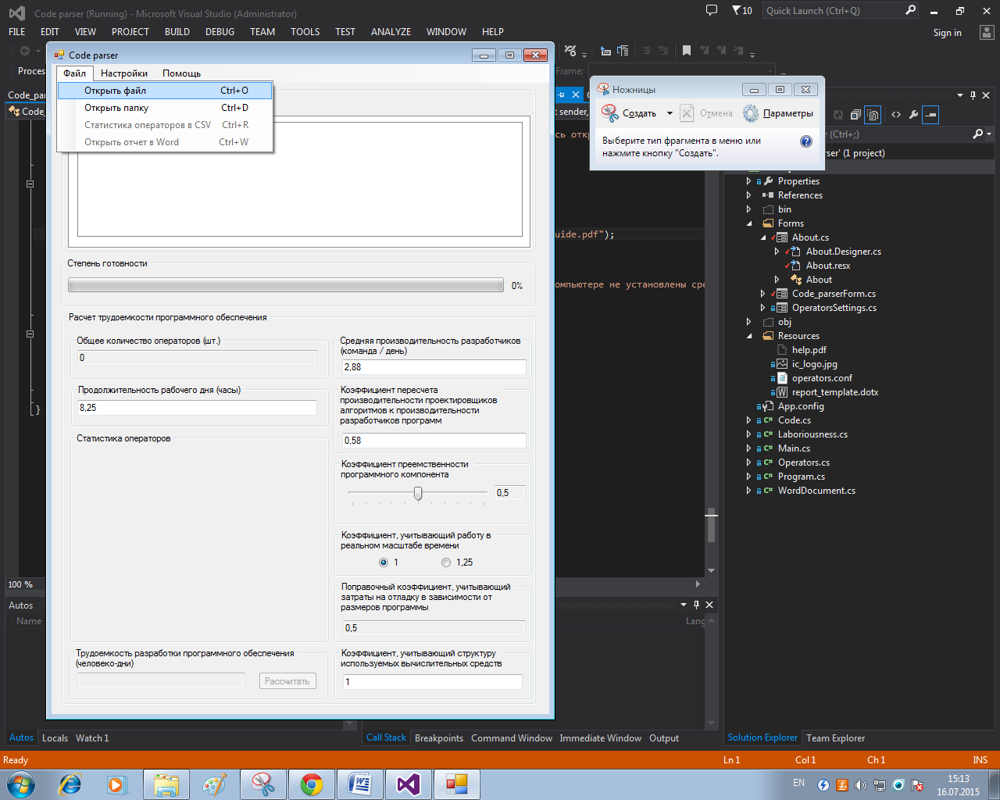 Code parser (Running) - Microsoft Visual Studio (Administrator)
10
Quick Launch (Ctrl+Q)
FILE EDIT VIEW PROJECT BUILD DEBUG TEAM TOOLS TEST ANALYZE WINDOW HELP
Sign in
Code parser
Файл Настройки Помощь
Открыть файл Ctrl+O
Открыть папку Ctrl+D
Статистика операторов в CSV Ctrl+R
Открыть отчет в Word Ctrl+W
Степень готовности
0%
Расчет трудоемкости программного обеспечения
Общее количество операторов (шт.)
0
Продолжительность рабочего дня (часы)
8,25
Статистика операторов
Трудоемкость разработки программного обеспечения
(человеко-дни)
Рассчитать
Средняя производительность разработчиков
(команда / день)
2,88
Коэффициент пересчета
производительности проектировщиков
алгоритмов к производительности
разработчиков программ
0,58
Коэффициент преемственности
программного компонента
0,5
Коэффициент, учитывающий работу в
реальном масштабе времени
1 1,25
Поправочный коэффициент, учитывающий
затраты на отладку в зависимости от
размеров программы
0,5
Коэффициент, учитывающий структуру
используемых вычислительных средств
1
Frame:
sender,
uide.pdf");
}
100 %
Ножницы
Создать Отмена Параметры
Выберите тип фрагмента в меню или
нажмите кнопку "Создать".
(Ctrl+;)
(1 project)
Properties
References
bin
Forms
About.cs
About.Designer.cs
About.resx
About
Code_parserForm.cs
OperatorsSettings.cs
obj
Resources
help.pdf
ic_logo.jpg
operators.conf
report_template.dotx
App.config
Code.cs
Laboriousness.cs
Main.cs
Operators.cs
Program.cs
WordDocument.cs
Autos
Name
Autos Locals Watch 1
Call Stack Breakpoints Command Window Immediate Window Output
Solution Explorer Team Explorer
Ready
Ln 1 Col 1 Ch 1 INS
EN
15:13
16.07.2015